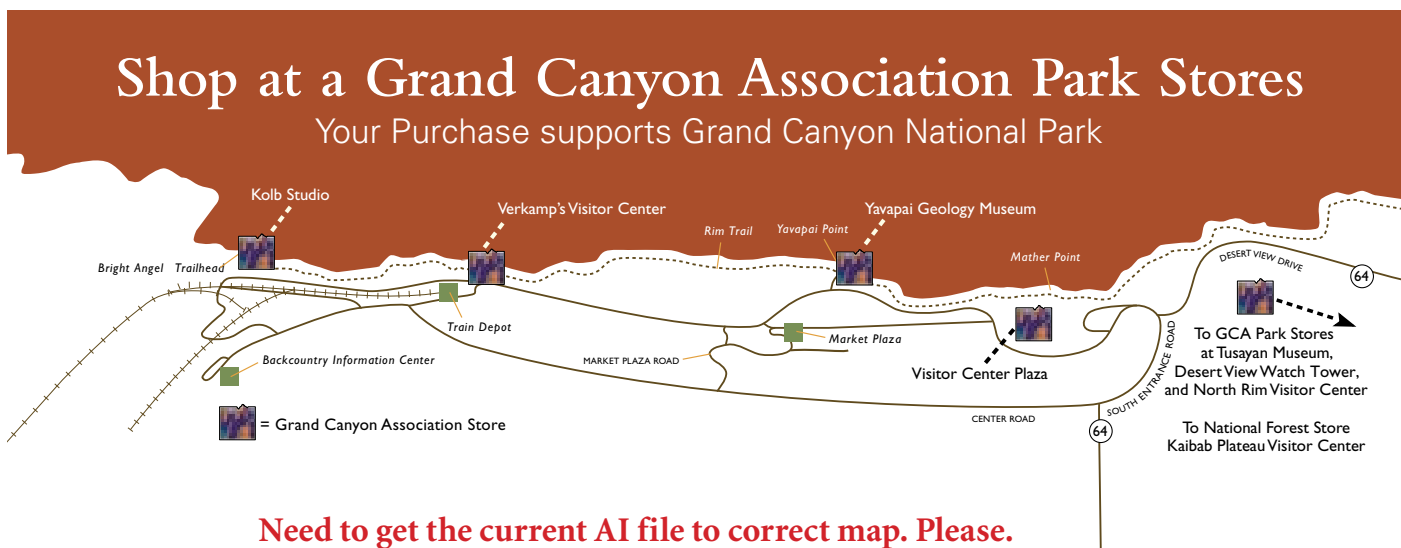 Shop at a Grand Canyon Association Park Stores
Your Purchase supports Grand Canyon National Park
Kolb Studio
Verkamp's Visitor Center
Yavapai Geology Museum
Rim Trail
Yavapai Point
Mather Point
Bright Angel Trailhead
DESERT VIEW DRIVE
64
Train Depot
Market Plaza
MARKET PLAZA ROAD
Backcountry Information Center
Visitor Center Plaza
SOUTH ENTRANCE ROAD
To GCA Park Stores
at Tusayan Museum,
Desert View Watch Tower,
and North Rim Visitor Center
= Grand Canyon Association Store
CENTER ROAD
64
To National Forest Store
Kaibab Plateau Visitor Center
Need to get the current AI file to correct map. Please.